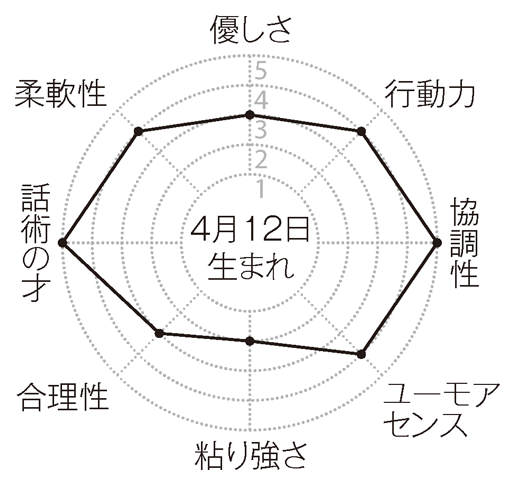 優しさ
柔軟性
行動力
5
4
3
2
1
話術の才
4月12日
生まれ
協調性
合理性
ユーモア
センス
粘り強さ